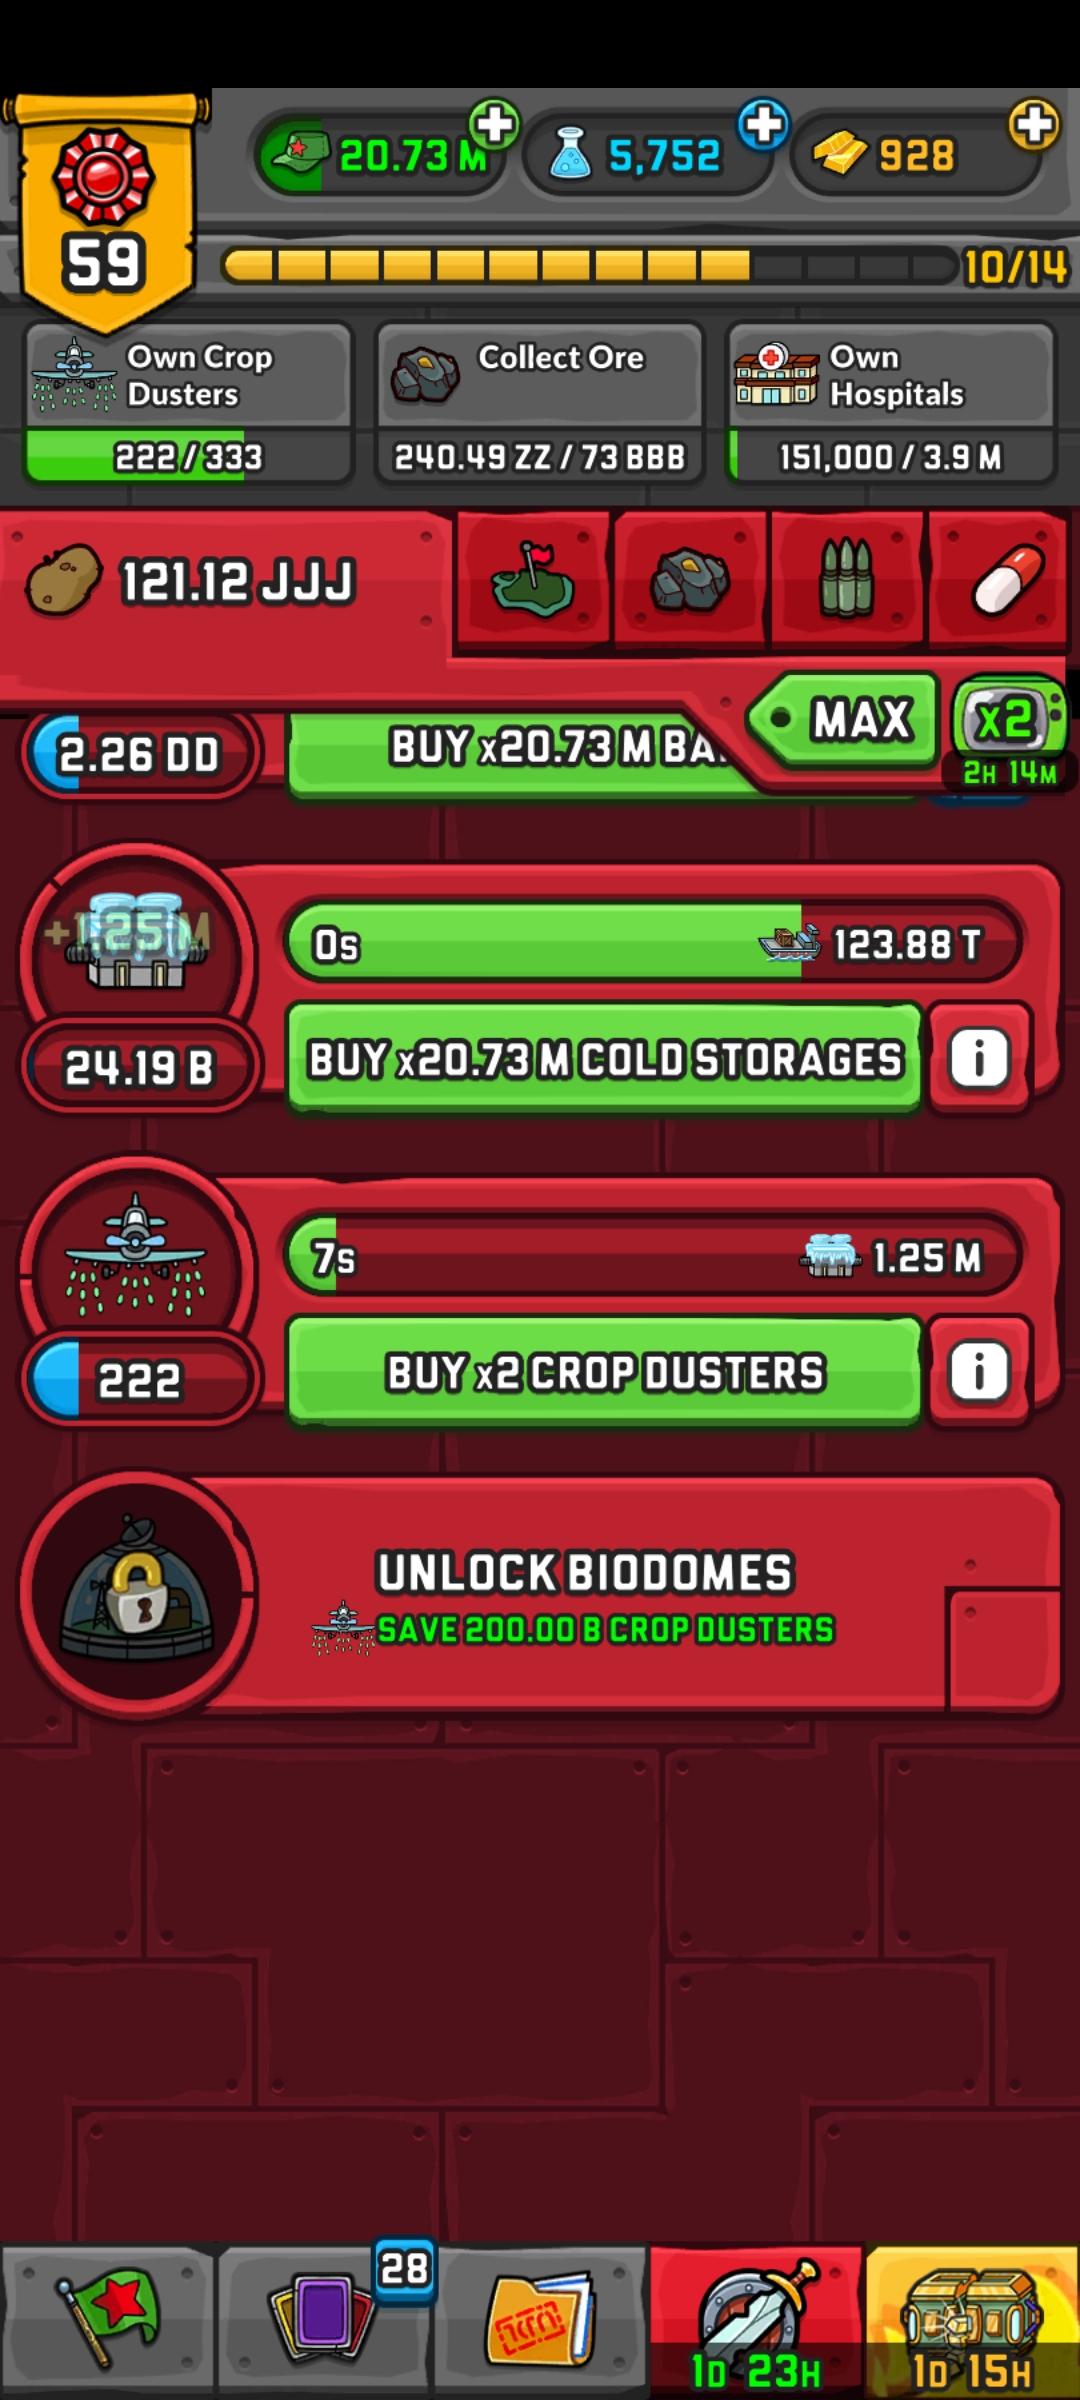 20.73 M
5,752
928
59
10/14
Own Crop
Dusters
222/333
Collect Ore
240.49 ZZ / 73 BBB
Own
Hospitals
151,000 / 3.9 M
121.12 JJJ
MAX
x2
2H 14M
2.26 DD
BUY x20.73 M BA
+1.25 M
0s
123.88 T
24.19 B
BUY x20.73 M COLD STORAGES
i
7s
1.25 M
222
BUY x2 CROP DUSTERS
i
UNLOCK BIODOMES
SAVE 200.00 B CROP DUSTERS
28
1D 23H
1D 15H